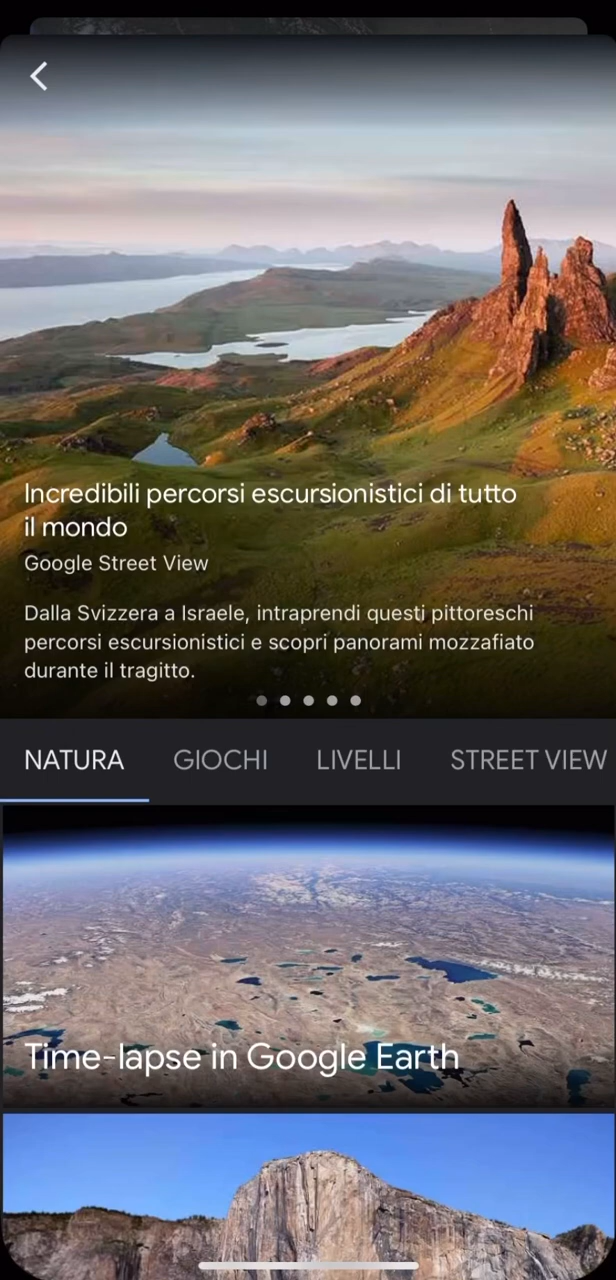 Incredibili percorsi escursionistici di tutto
il mondo
Google Street View
Dalla Svizzera a Israele, intraprendi questi pittoreschi
percorsi escursionistici e scopri panorami mozzafiato
durante il tragitto.
NATURA GIOCHI LIVELLI STREET VIEW
Time-lapse in Google Earth